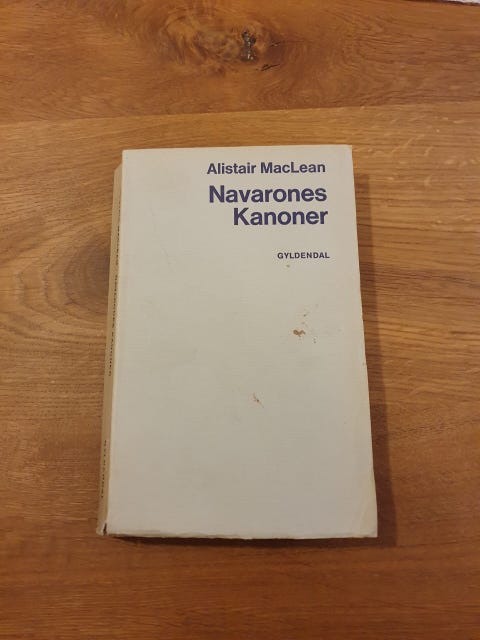 Alistair MacLean
Navarones
Kanoner
GYLDENDAL